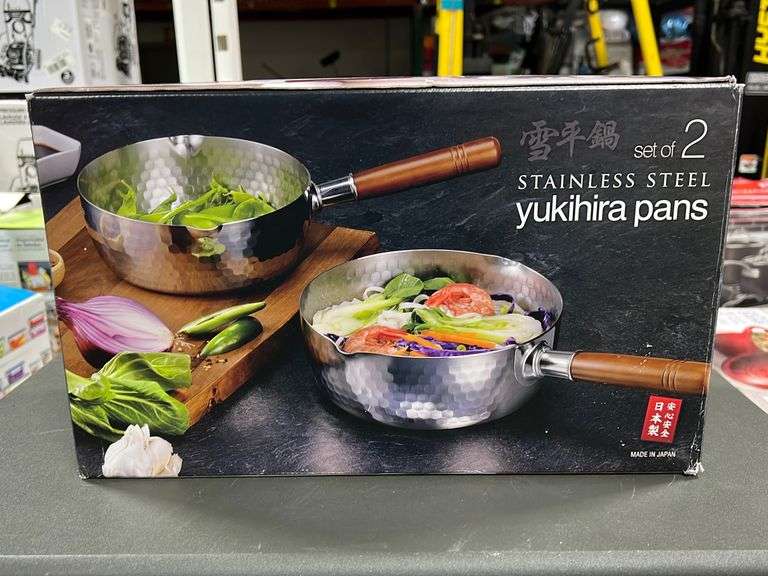 雪平鍋 set of 2
STAINLESS STEEL
yukihira pans
安心安全
日本製
MADE IN JAPAN